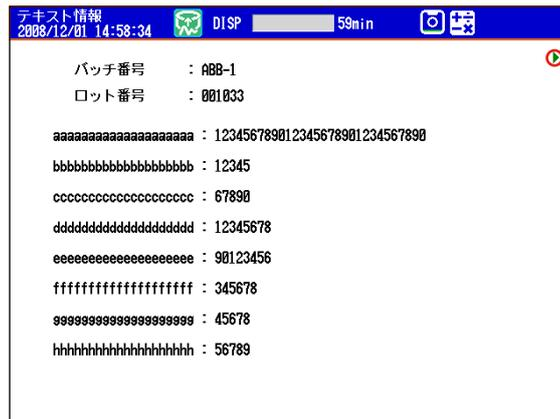 テキスト情報
2008/12/01 14:58:34 DISP 59min
バッチ番号 : ABB-1
ロット番号 : 001033
aaaaaaaaaaaaaaaaaaaa : 123456789012345678901234567890
bbbbbbbbbbbbbbbbbbbb : 12345
cccccccccccccccccccc : 67890
dddddddddddddddddddd : 12345678
eeeeeeeeeeeeeeeeeeee : 90123456
ffffffffffffffffffff : 345678
gggggggggggggggggggg : 45678
hhhhhhhhhhhhhhhhhhhh : 56789